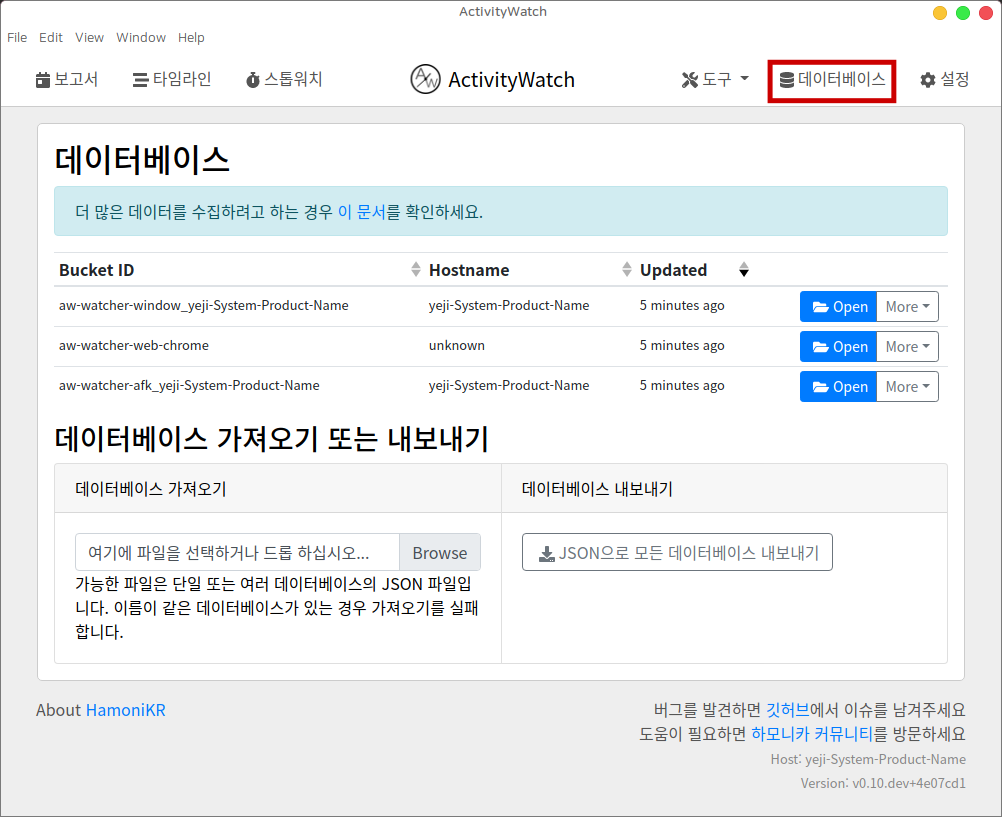 ActivityWatch
File Edit View Window Help
보고서 타임라인 스톱워치 ActivityWatch 도구 데이터베이스 설정
데이터베이스
더 많은 데이터를 수집하려고 하는 경우 이 문서를 확인하세요.
Bucket ID Hostname Updated
aw-watcher-window_yeji-System-Product-Name yeji-System-Product-Name 5 minutes ago Open More
aw-watcher-web-chrome unknown 5 minutes ago Open More
aw-watcher-afk_yeji-System-Product-Name yeji-System-Product-Name 5 minutes ago Open More
데이터베이스 가져오기 또는 내보내기
데이터베이스 가져오기 데이터베이스 내보내기
여기에 파일을 선택하거나 드롭 하십시오... Browse JSON으로 모든 데이터베이스 내보내기
가능한 파일은 단일 또는 여러 데이터베이스의 JSON 파일입
니다. 이름이 같은 데이터베이스가 있는 경우 가져오기를 실패
합니다.
About HamoniKR 버그를 발견하면 깃허브에서 이슈를 남겨주세요
도움이 필요하면 하모니카 커뮤니티를 방문하세요
Host: yeji-System-Product-Name
Version: v0.10.dev+4e07cd1